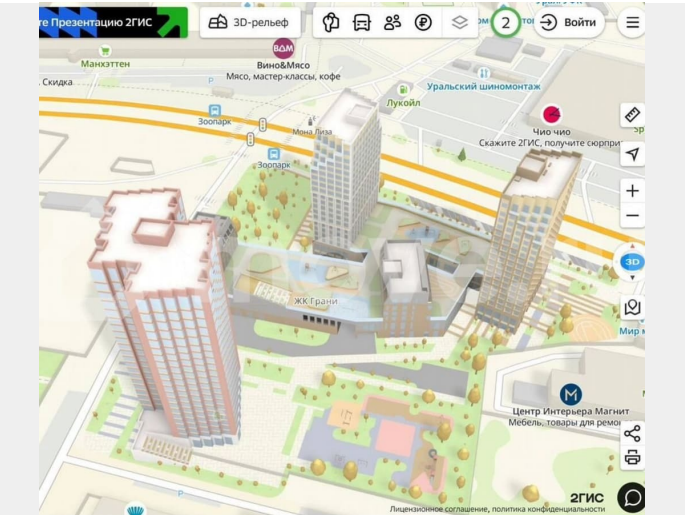 те Презентацию 2ГИС
3D-рельеф
2
Войти
ВΩМ
Манхэттен
Вино&Мясо
Мясо, мастер-классы, кофе
Скидка
P
Уральский шиномонтаж
Лукойл
Зоопарк
Мона Лиза
Чио чио
Скажите 2ГИС, получите сюрпри
Зоопарк
3D
ЖК Грани
Мир
М
Центр Интерьера Магнит
Мебель, товары для ремо
P
2ГИС
Лицензионное соглашение, политика конфиденциальности